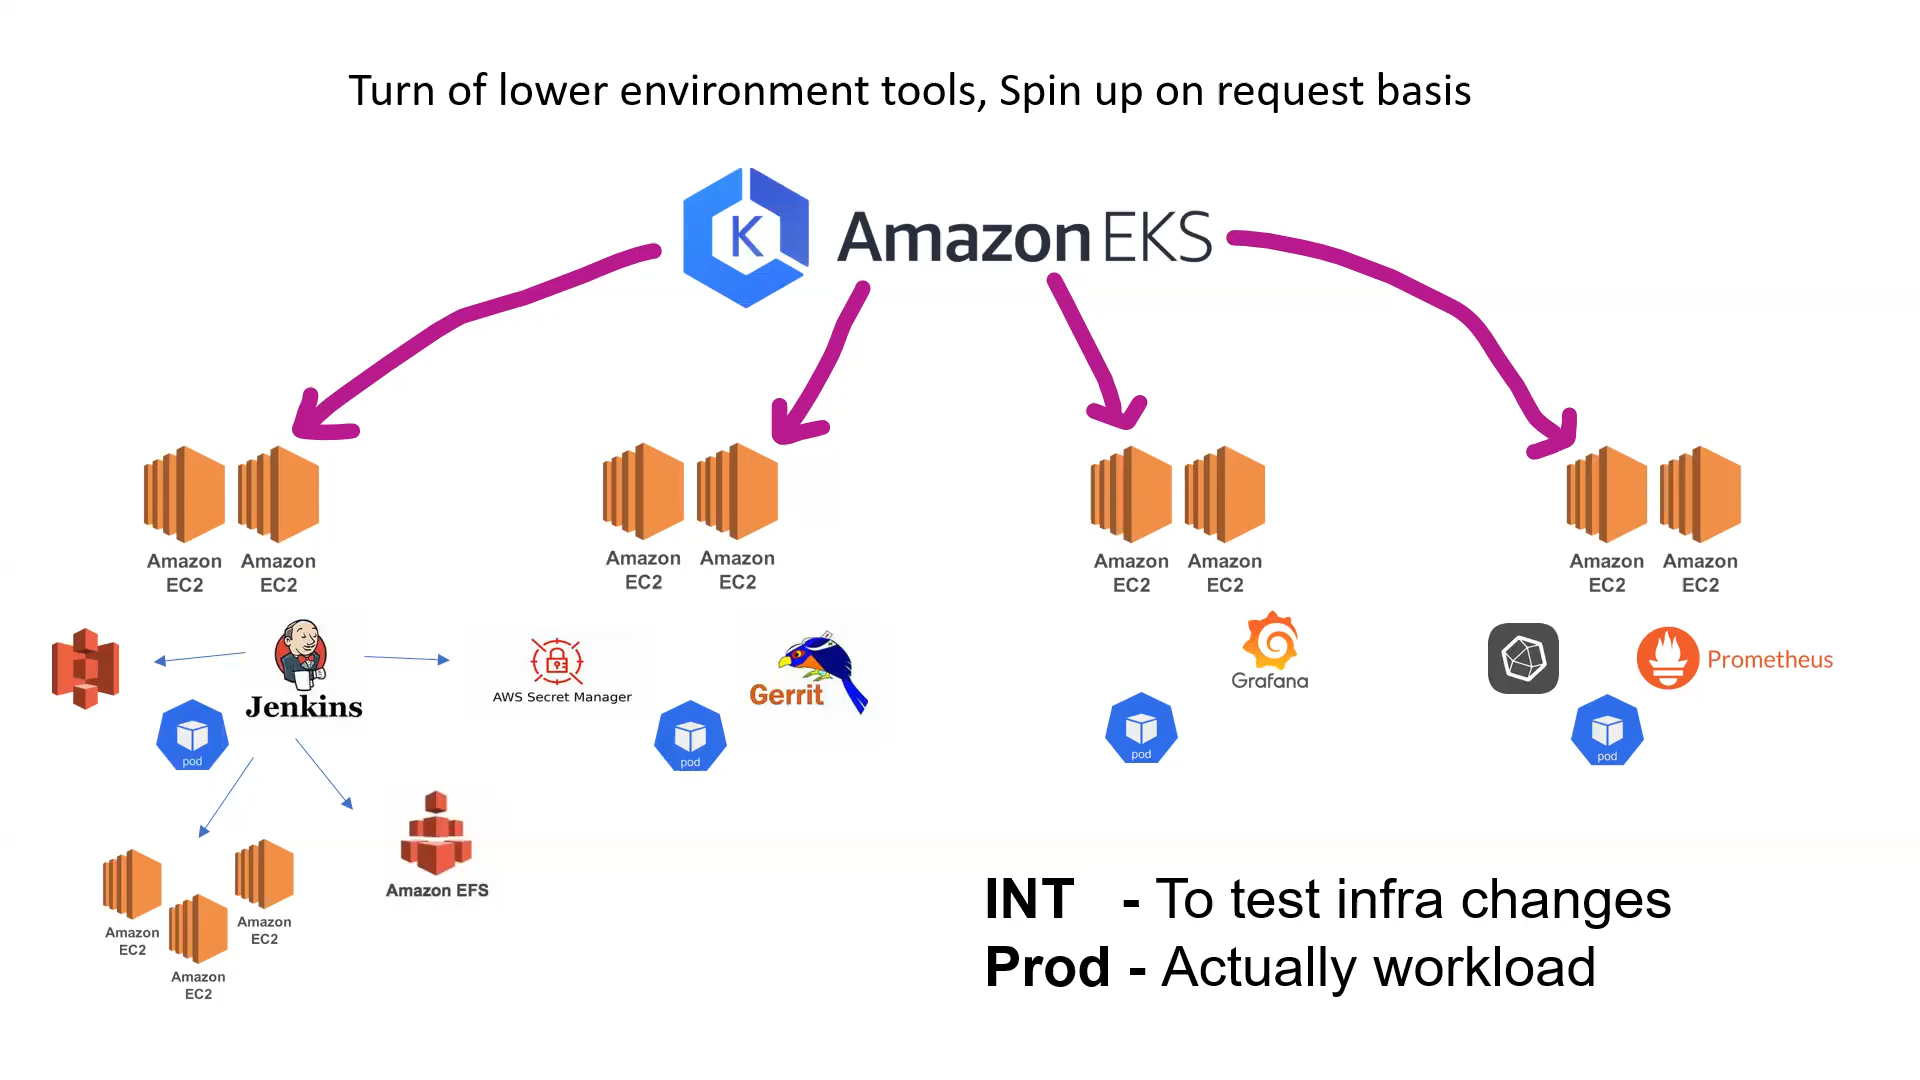 Turn of lower environment tools, Spin up on request basis
K
Amazon EKS
Amazon
EC2
Amazon
EC2
Amazon
EC2
Amazon
EC2
Amazon
EC2
Amazon
EC2
Amazon
EC2
Amazon
EC2
Jenkins
pod
AWS Secret Manager
Gerrit
pod
Grafana
pod
Prometheus
pod
Amazon
EC2
Amazon
EC2
Amazon
EC2
Amazon EFS
INT - To test infra changes
Prod - Actually workload